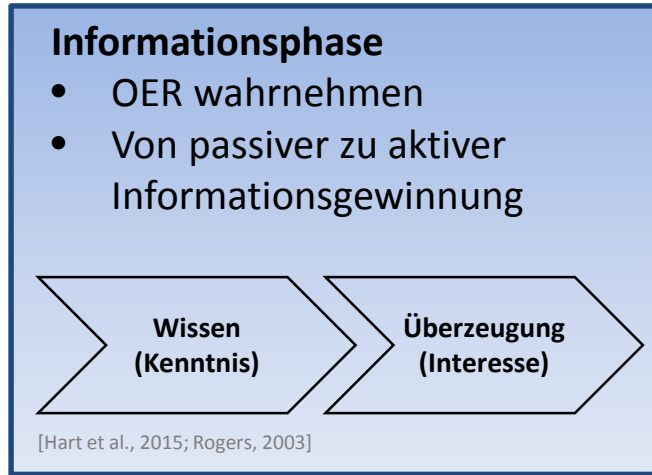 Informationsphase
• OER wahrnehmen
• Von passiver zu aktiver
Informationsgewinnung
Wissen
(Kenntnis)
Überzeugung
(Interesse)
[Hart et al., 2015; Rogers, 2003]